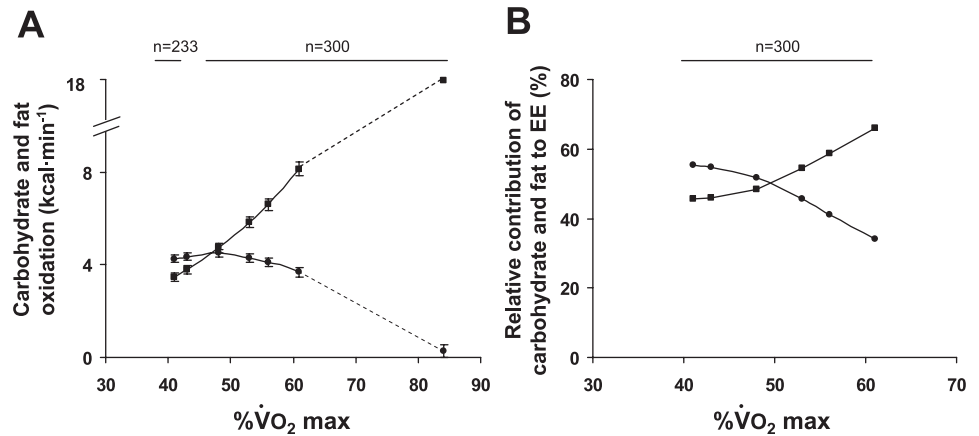 A
n=233
n=300
Carbohydrate and fat
oxidation (kcal·min-1)
18
8
4
0
30
40
50
60
70
80
90
%V̇O2 max
B
n=300
Relative contribution of
carbohydrate and fat to EE (%)
80
60
40
20
0
30
40
50
60
70
%V̇O2 max